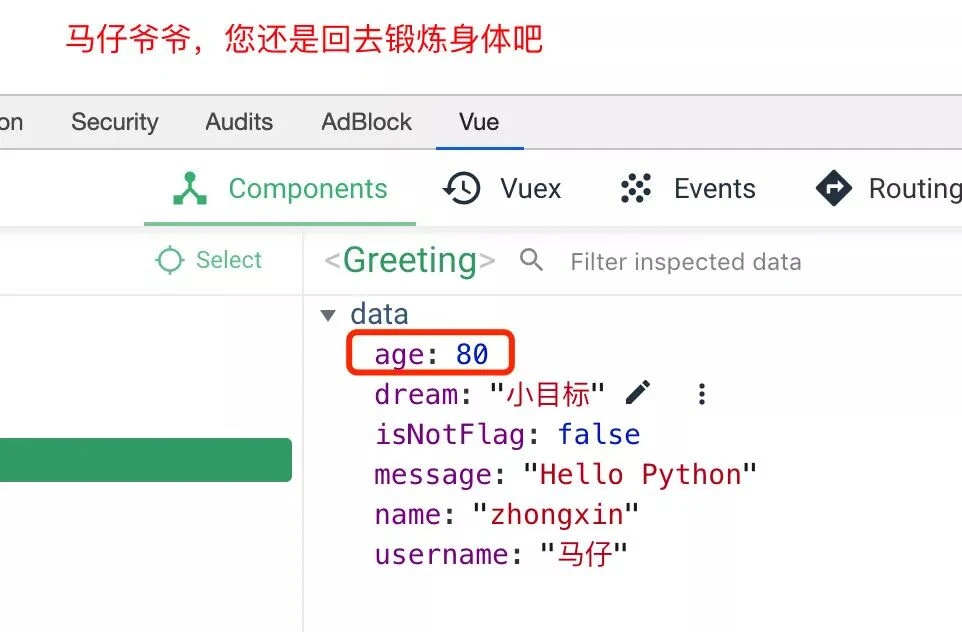 马仔爷爷，您还是回去锻炼身体吧
on Security Audits AdBlock Vue
Components Vuex Events Routing
Select <Greeting> Filter inspected data
data
age: 80
dream: "小目标"
isNotFlag: false
message: "Hello Python"
name: "zhongxin"
username: "马仔"